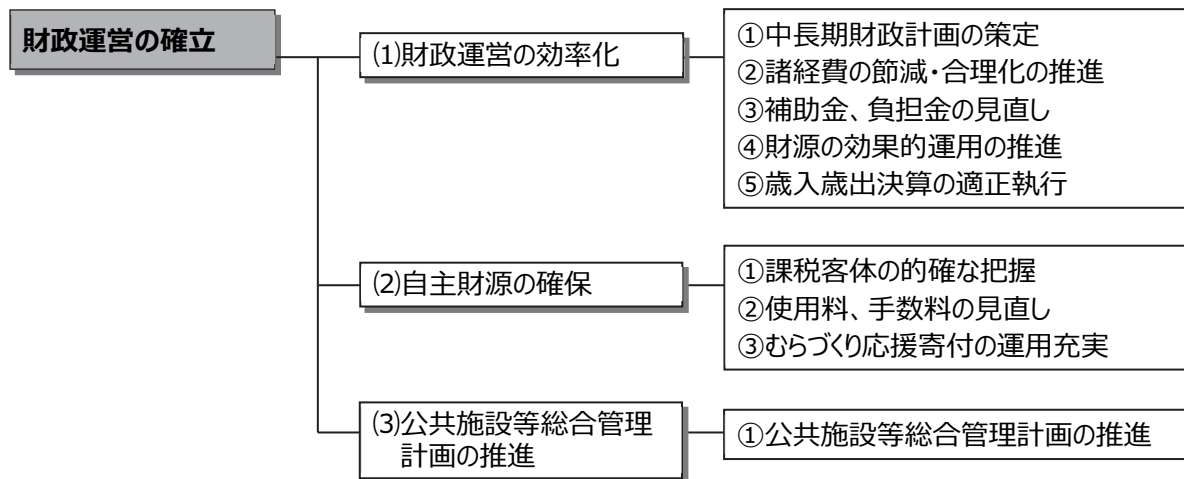 財政運営の確立
⑴財政運営の効率化
①中長期財政計画の策定
②諸経費の節減・合理化の推進
③補助金、負担金の見直し
④財源の効果的運用の推進
⑤歳入歳出決算の適正執行
⑵自主財源の確保
①課税客体の的確な把握
②使用料、手数料の見直し
③むらづくり応援寄付の運用充実
⑶公共施設等総合管理
計画の推進
①公共施設等総合管理計画の推進